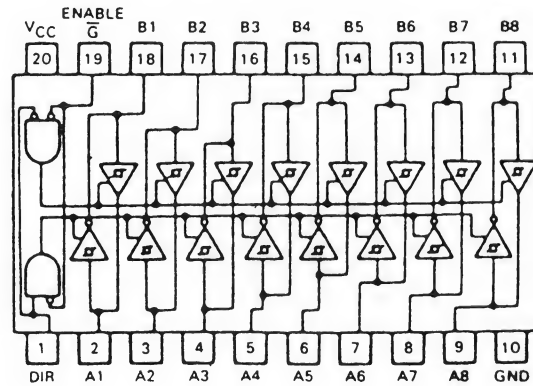 ENABLE
VCC G B1 B2 B3 B4 B5 B6 B7 B8
20 19 18 17 16 15 14 13 12 11
1 2 3 4 5 6 7 8 9 10
DIR A1 A2 A3 A4 A5 A6 A7 A8 GND